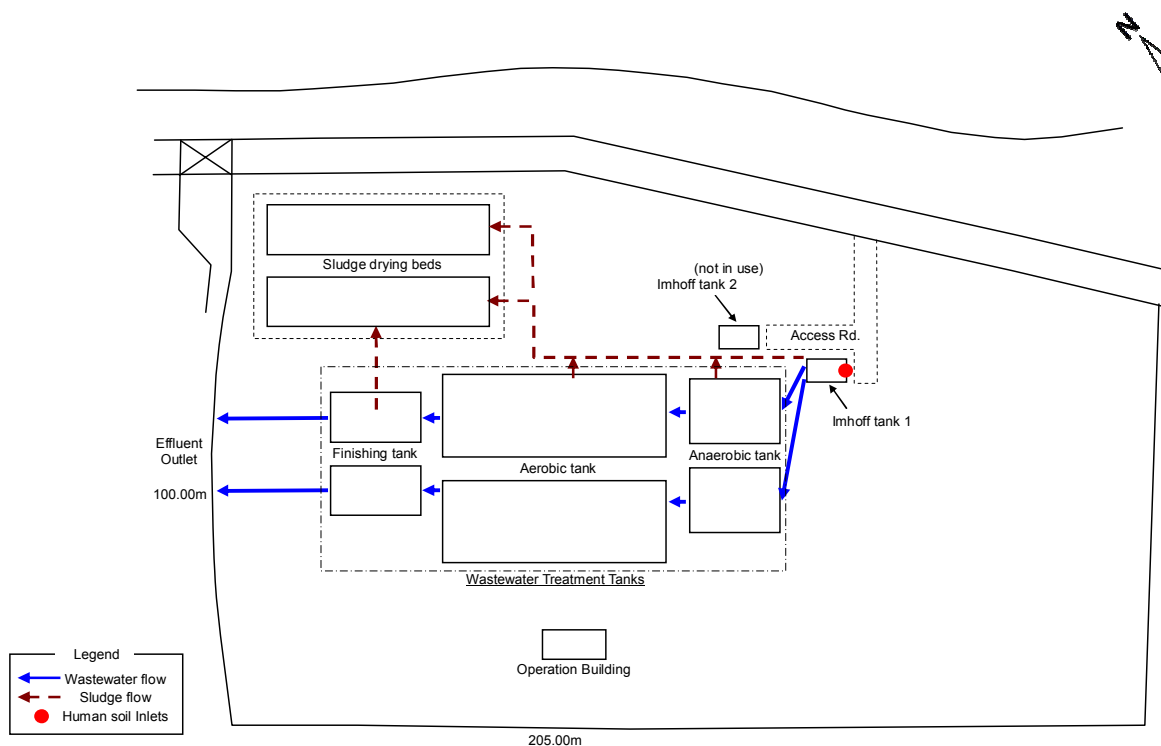 N
Sludge drying beds
(not in use)
Imhoff tank 2
Access Rd.
Imhoff tank 1
Effluent
Outlet
100.00m
Finishing tank
Aerobic tank
Anaerobic tank
Wastewater Treatment Tanks
Operation Building
Legend
Wastewater flow
Sludge flow
Human soil Inlets
205.00m